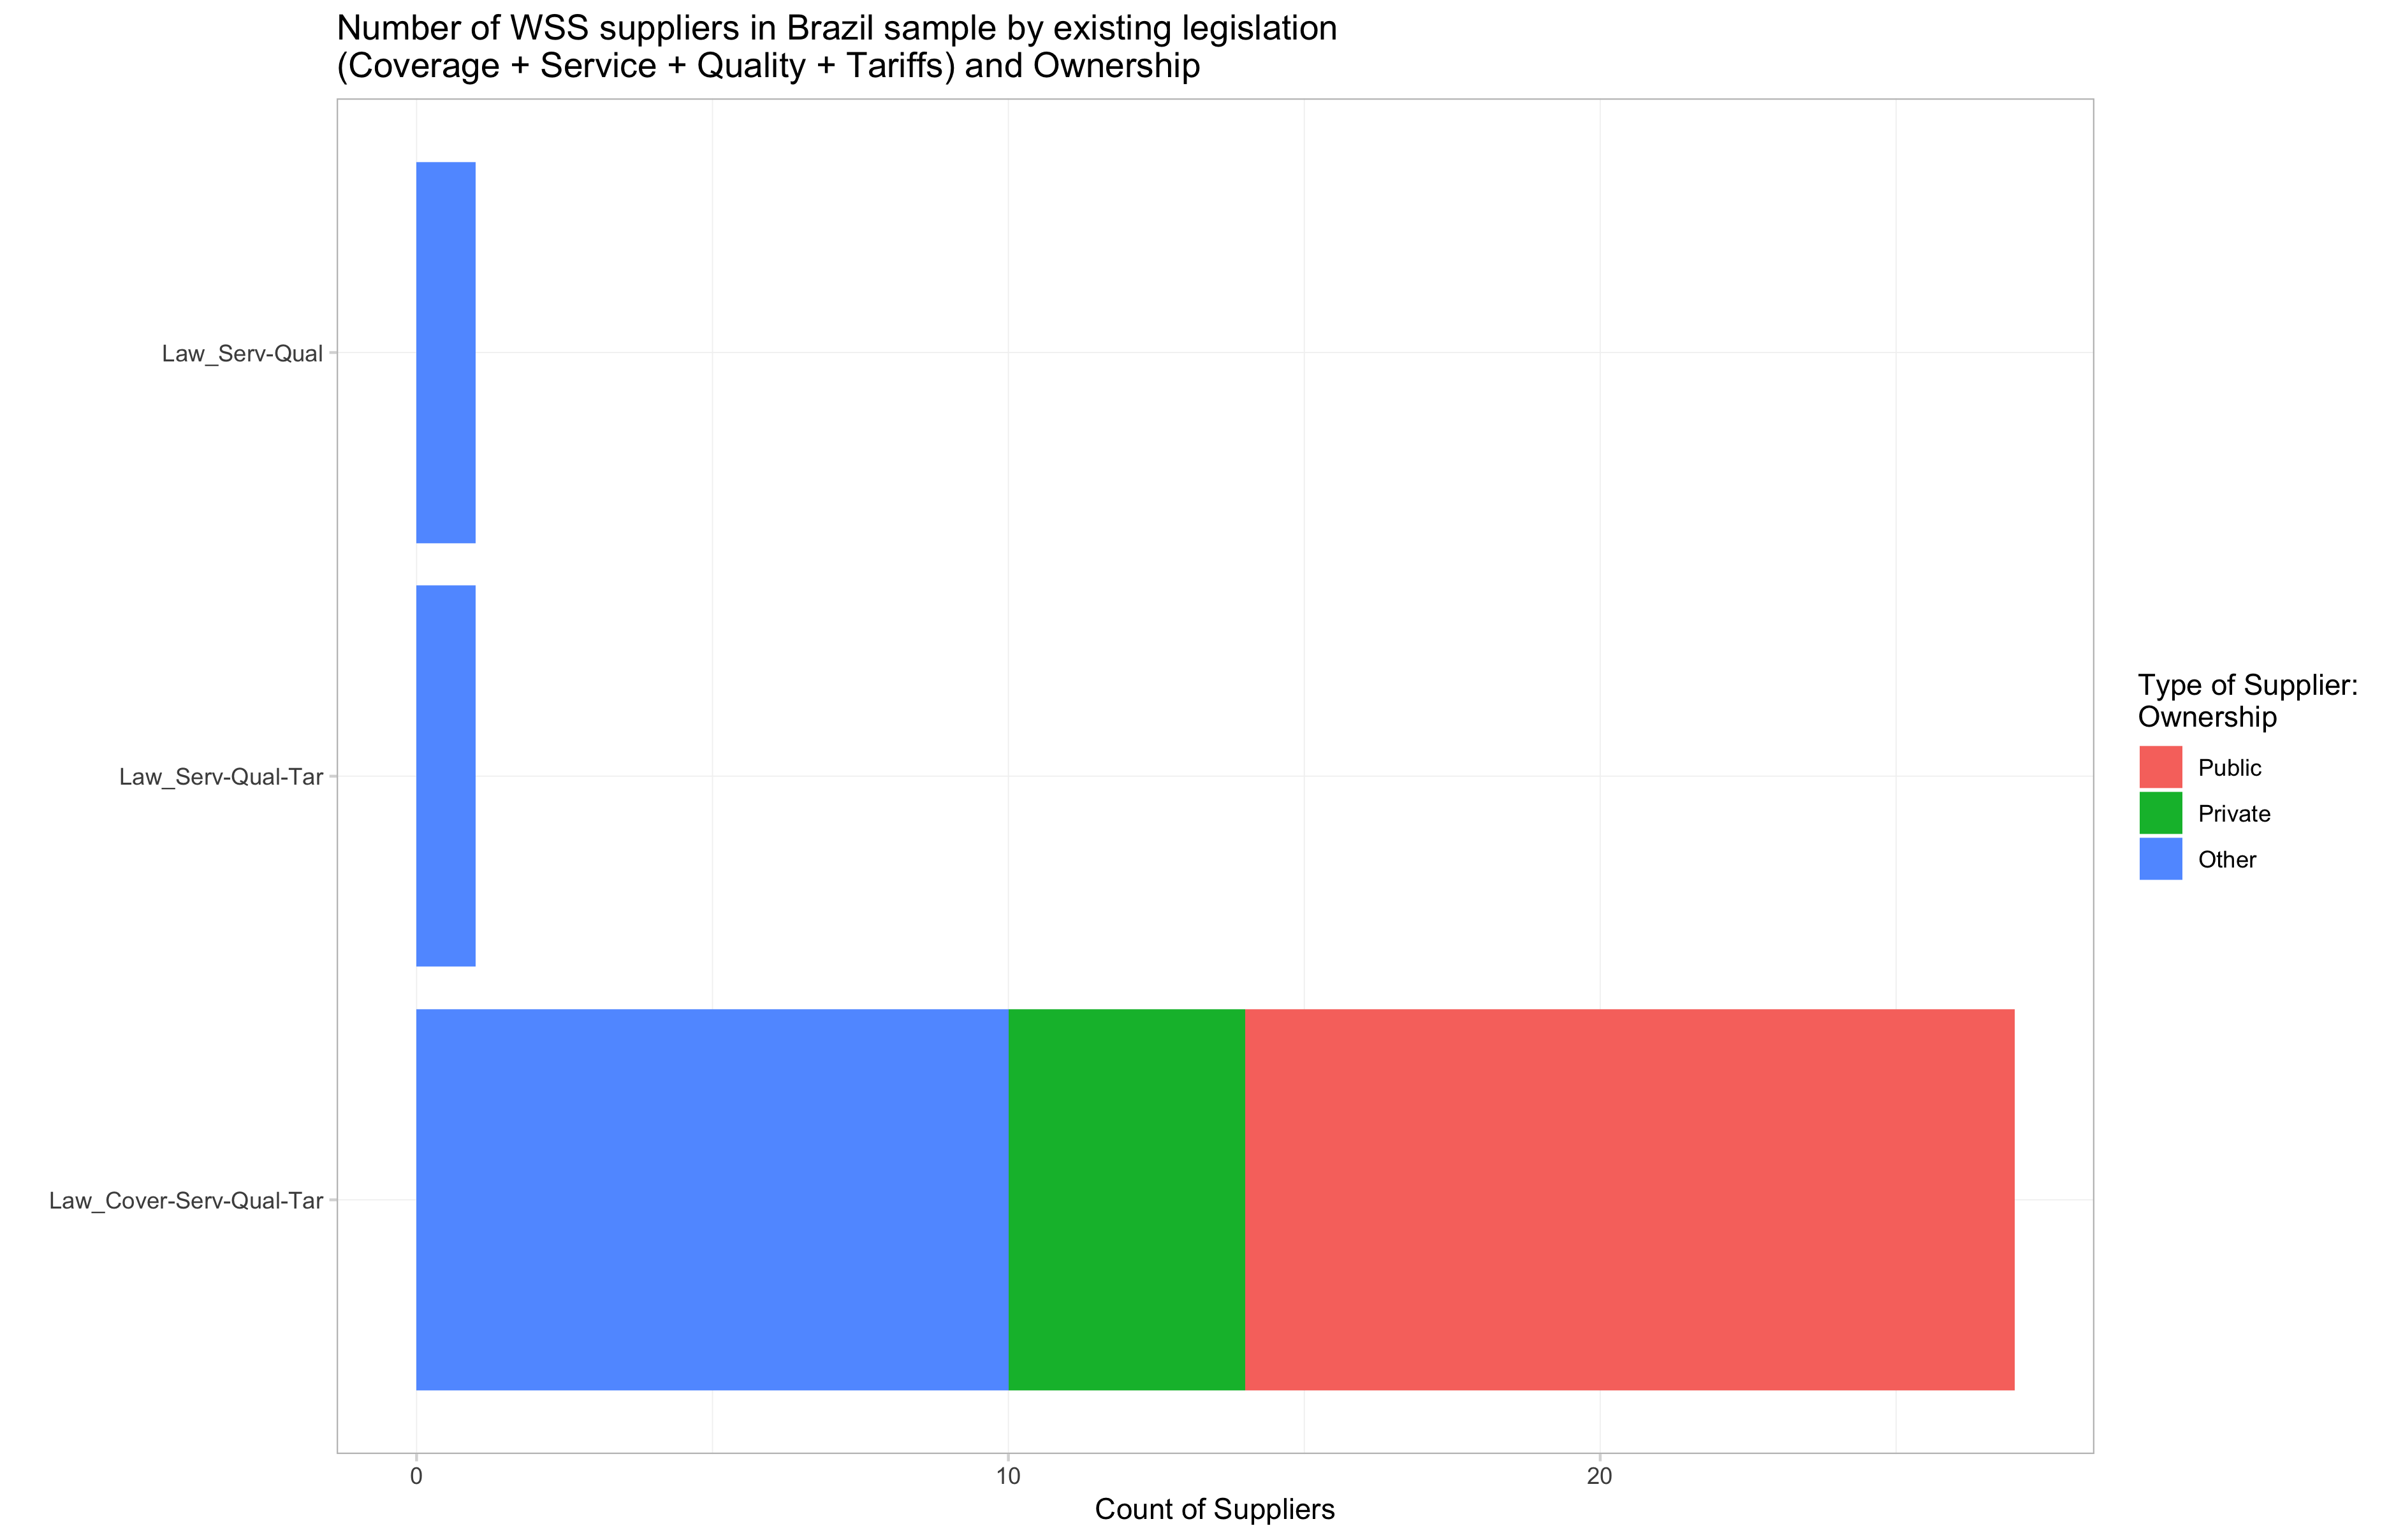 Number of WSS suppliers in Brazil sample by existing legislation
(Coverage + Service + Quality + Tariffs) and Ownership
Law_Serv-Qual
Law_Serv-Qual-Tar
Law_Cover-Serv-Qual-Tar
0
10
20
Count of Suppliers
Type of Supplier:
Ownership
Public
Private
Other